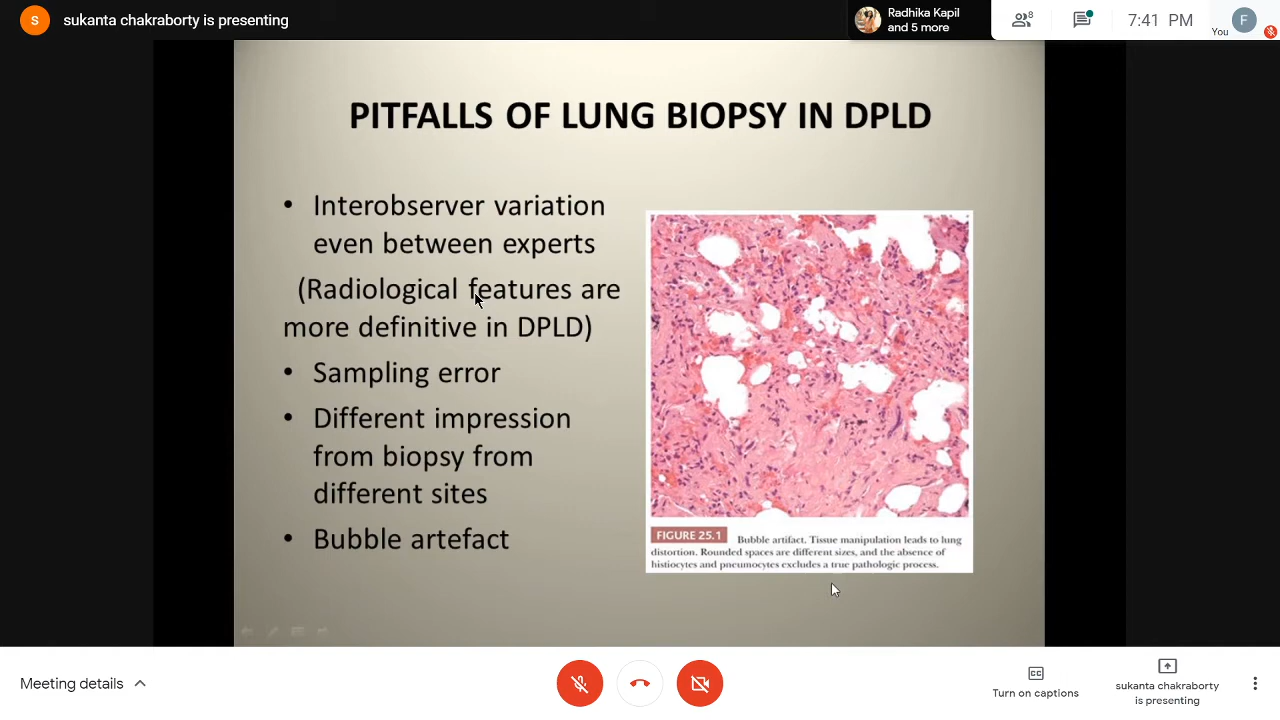 S
sukanta chakraborty is presenting
Radhika Kapil
and 5 more
8
7:41 PM
You
F
PITFALLS OF LUNG BIOPSY IN DPLD
• Interobserver variation
even between experts
(Radiological features are
more definitive in DPLD)
• Sampling error
• Different impression
from biopsy from
different sites
• Bubble artefact
FIGURE 25.1 Bubble artifact. Tissue manipulation leads to lung
distortion. Rounded spaces are different sizes, and the absence of
histiocytes and pneumocytes excludes a true pathologic process.
Meeting details
CC
Turn on captions
sukanta chakraborty
is presenting